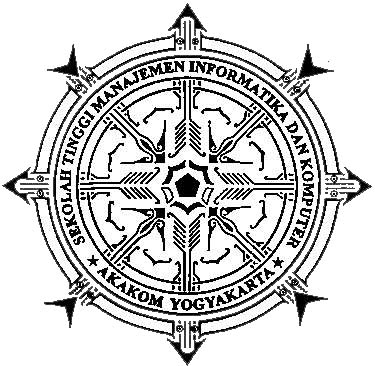 SEKOLAH TINGGI MANAJEMEN INFORMATIKA DAN KOMPUTER
AKAKOM YOGYAKARTA